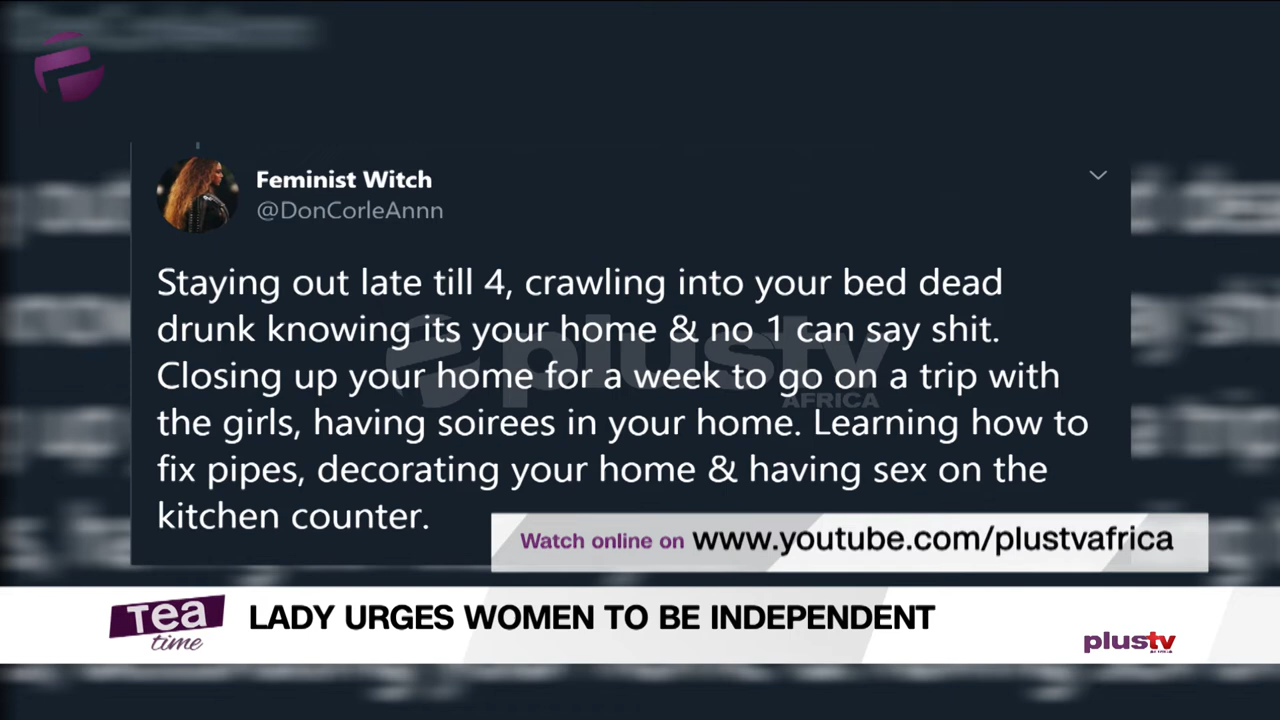 Feminist Witch
@DonCorleAnnn
Staying out late till 4, crawling into your bed dead
drunk knowing its your home & no 1 can say shit.
Closing up your home for a week to go on a trip with
the girls, having soirees in your home. Learning how to
fix pipes, decorating your home & having sex on the
kitchen counter.
plustv
AFRICA
Watch online on www.youtube.com/plustvafrica
Tea
time
LADY URGES WOMEN TO BE INDEPENDENT
plustv
AFRICA